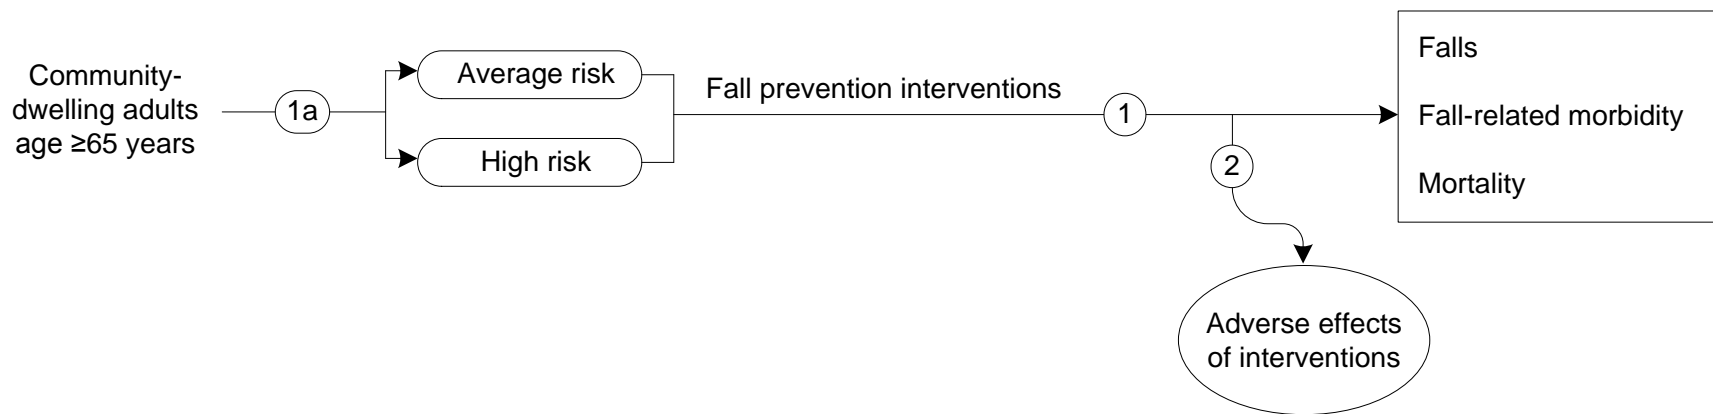 Community-
dwelling adults
age ≥65 years
1a
Average risk
High risk
Fall prevention interventions
1
2
Falls
Fall-related morbidity
Mortality
Adverse effects
of interventions